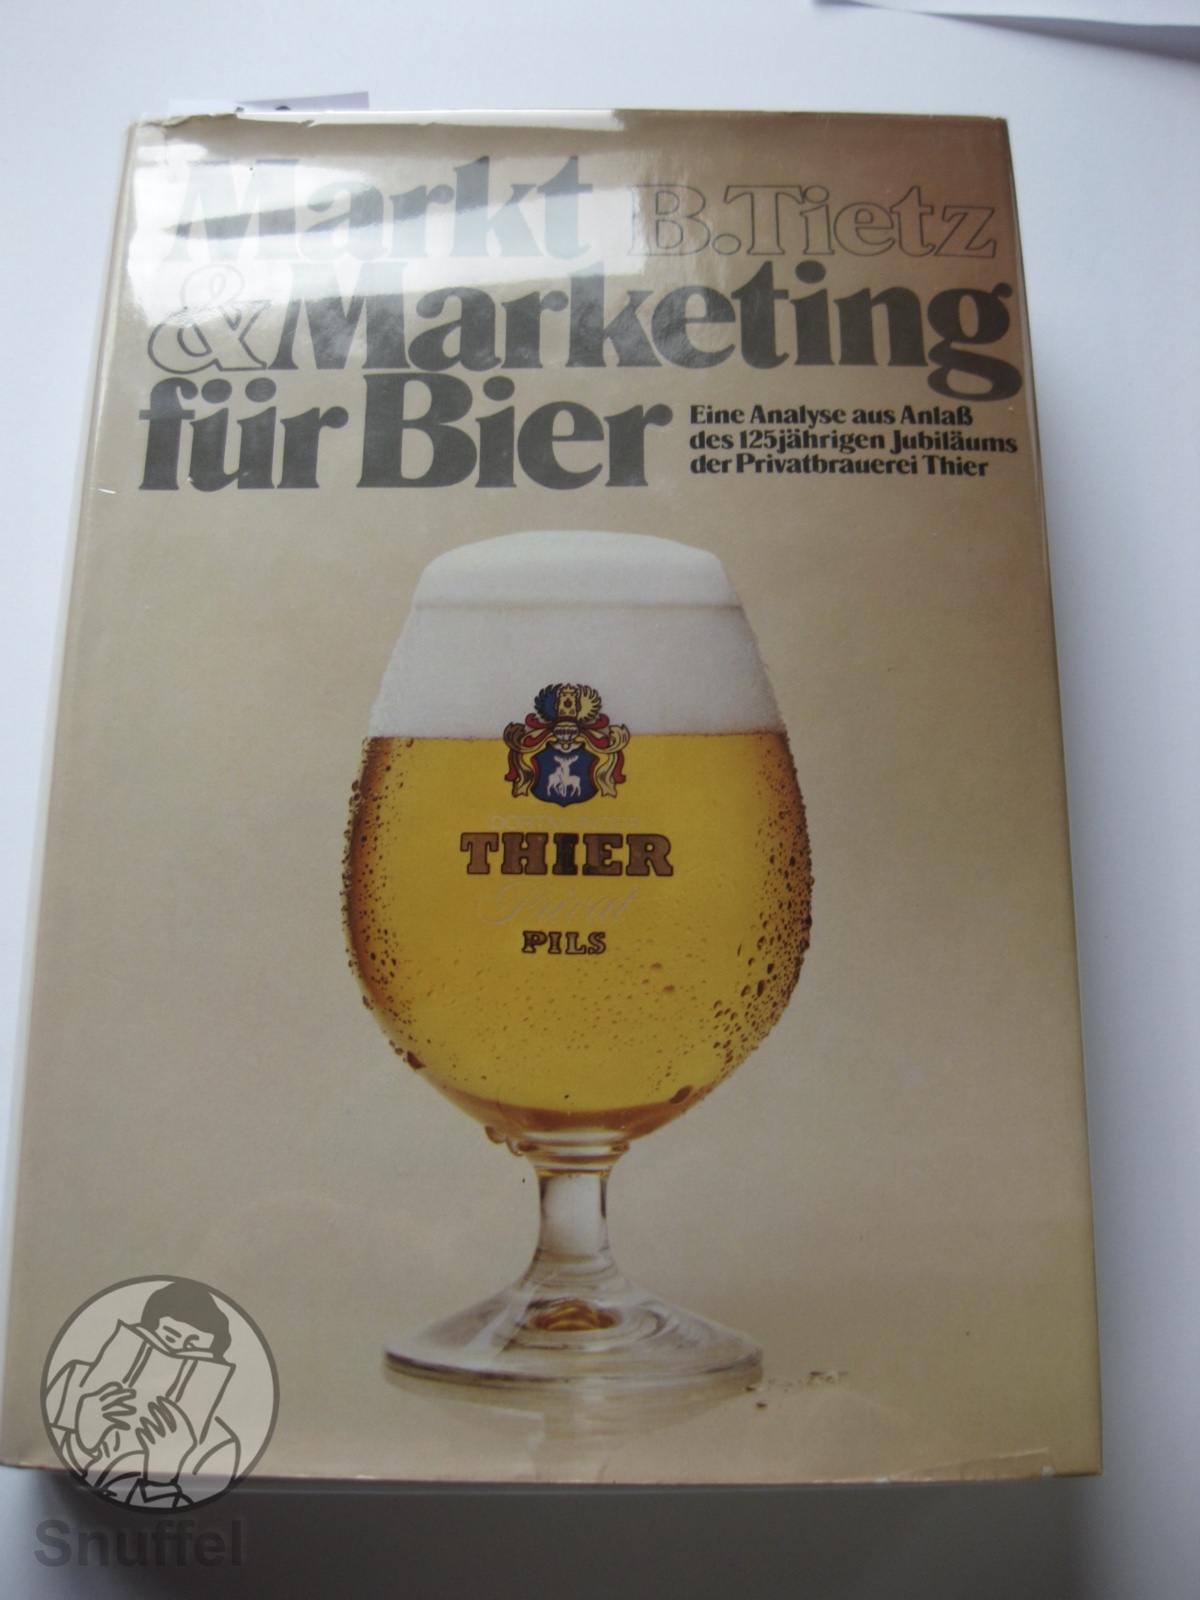 Markt B.Tietz
& Marketing
für Bier
Eine Analyse aus Anlaß
des 125jährigen Jubiläums
der Privatbrauerei Thier
DORTMUNDER
THIER
Privat
PILS
Snuffel